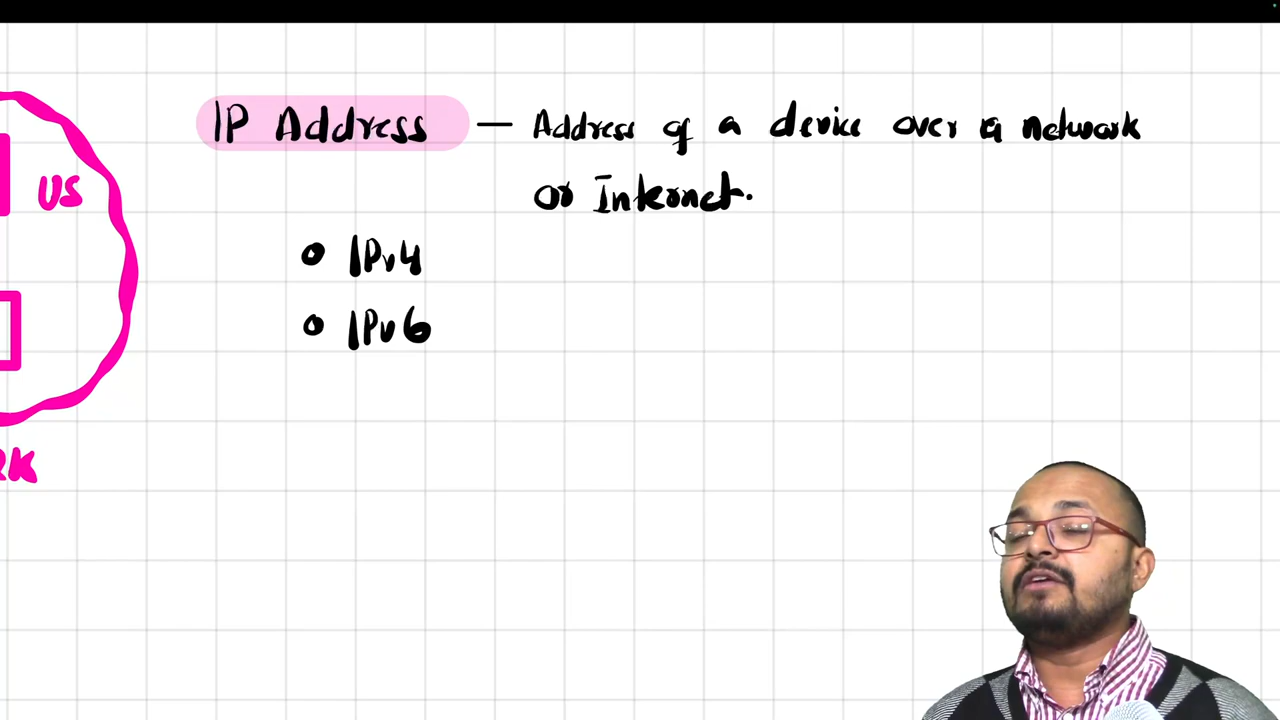 IP Address — Address of a device over a network
or Internet.
o IPv4
o IPv6
US
RK